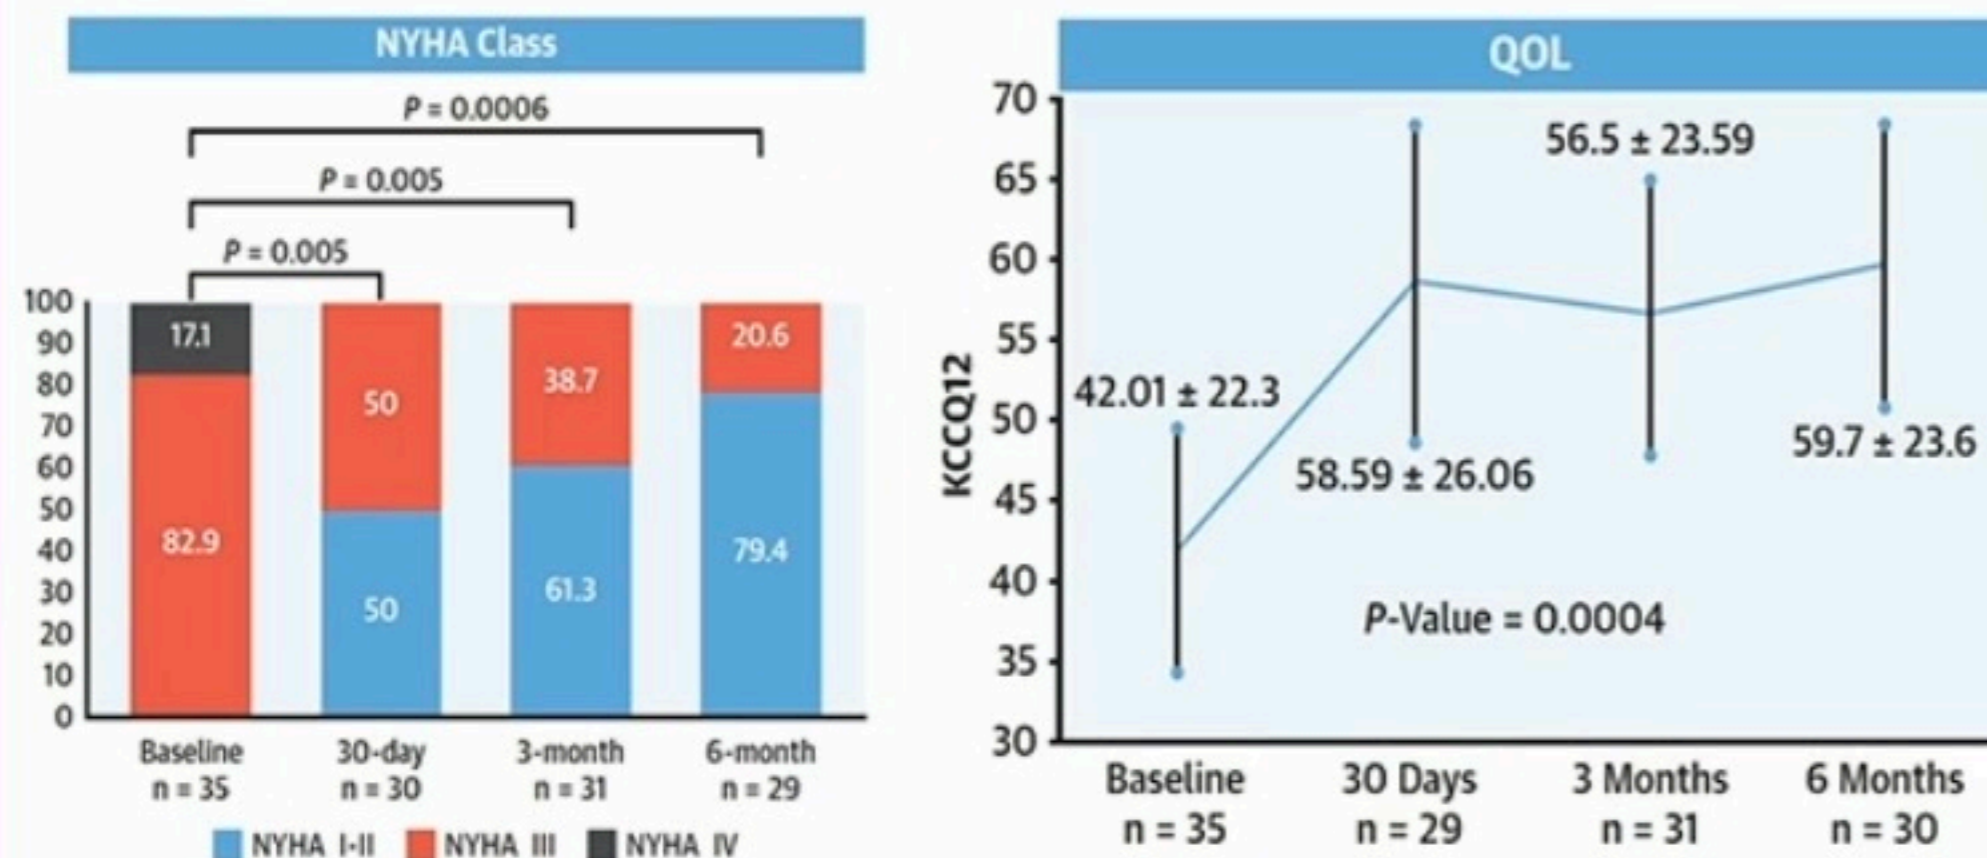 NYHA Class
P = 0.0006
P = 0.005
P = 0.005
100
90
80
70
60
50
40
30
20
10
0
17.1
82.9
50
50
38.7
61.3
20.6
79.4
Baseline
n = 35
30-day
n = 30
3-month
n = 31
6-month
n = 29
NYHA I-II
NYHA III
NYHA IV
QOL
KCCQ12
70
65
60
55
50
45
40
35
30
42.01 ± 22.3
58.59 ± 26.06
56.5 ± 23.59
59.7 ± 23.6
P-Value = 0.0004
Baseline
n = 35
30 Days
n = 29
3 Months
n = 31
6 Months
n = 30